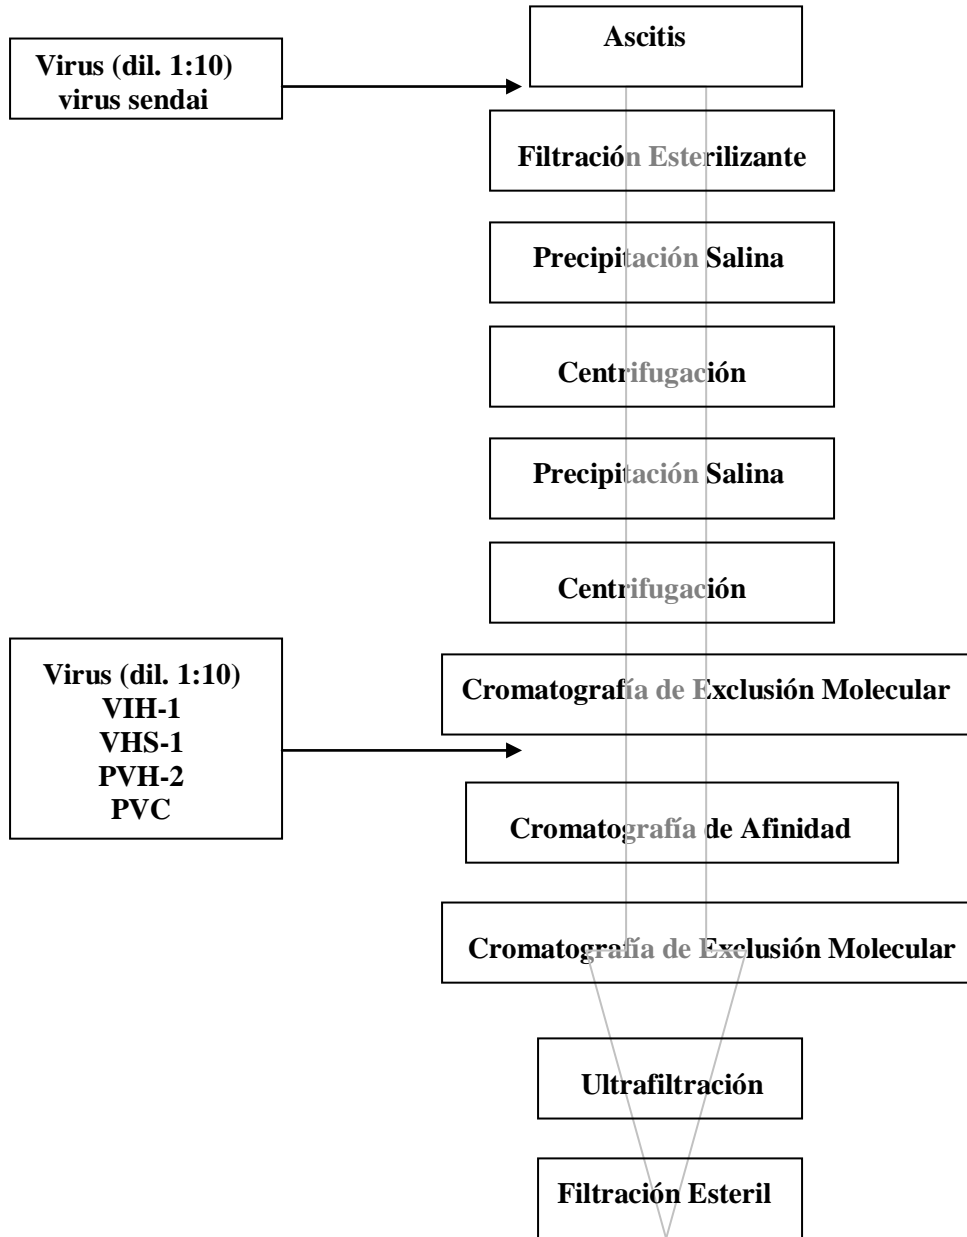 Ascitis
Virus (dil. 1:10)
virus sendai
Filtración Esterilizante
Precipitación Salina
Centrifugación
Precipitación Salina
Centrifugación
Virus (dil. 1:10)
VIH-1
VHS-1
PVH-2
PVC
Cromatografía de Exclusión Molecular
Cromatografía de Afinidad
Cromatografía de Exclusión Molecular
Ultrafiltración
Filtración Esteril